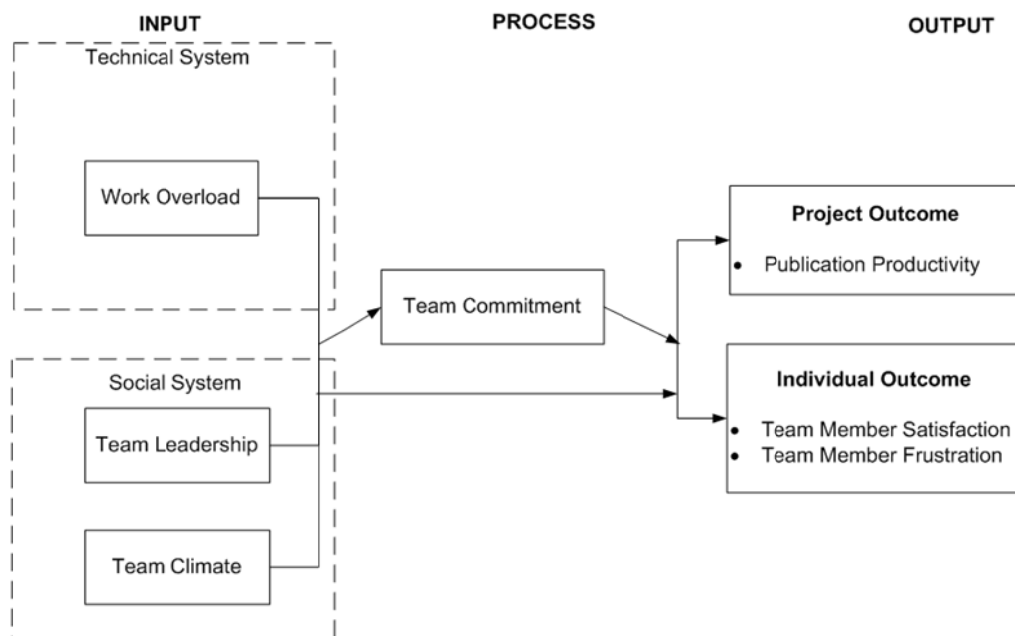 INPUT
PROCESS
OUTPUT
Technical System
Work Overload
Social System
Team Leadership
Team Climate
Team Commitment
Project Outcome
• Publication Productivity
Individual Outcome
• Team Member Satisfaction
• Team Member Frustration